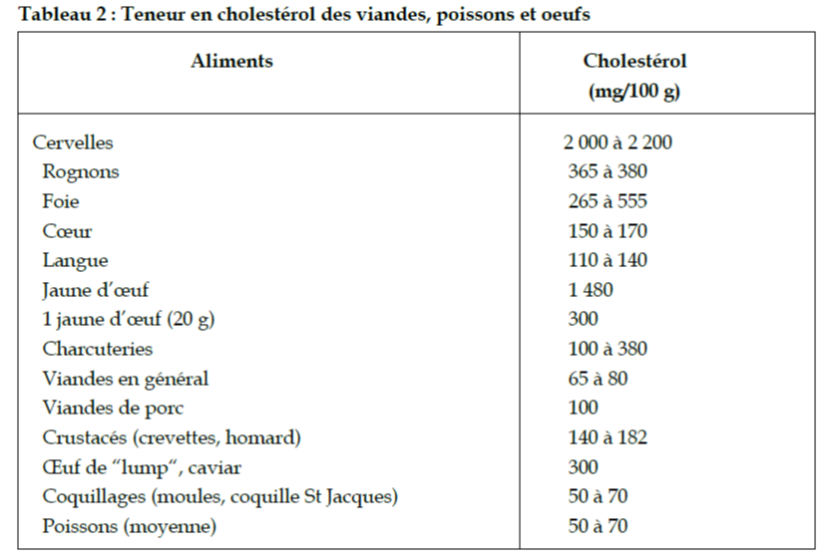 Tableau 2 : Teneur en cholestérol des viandes, poissons et oeufs
Aliments Cholestérol
(mg/100 g)
Cervelles 2 000 à 2 200
Rognons 365 à 380
Foie 265 à 555
Cœur 150 à 170
Langue 110 à 140
Jaune d'œuf 1 480
1 jaune d'œuf (20 g) 300
Charcuteries 100 à 380
Viandes en général 65 à 80
Viandes de porc 100
Crustacés (crevettes, homard) 140 à 182
Œuf de "lump", caviar 300
Coquillages (moules, coquille St Jacques) 50 à 70
Poissons (moyenne) 50 à 70